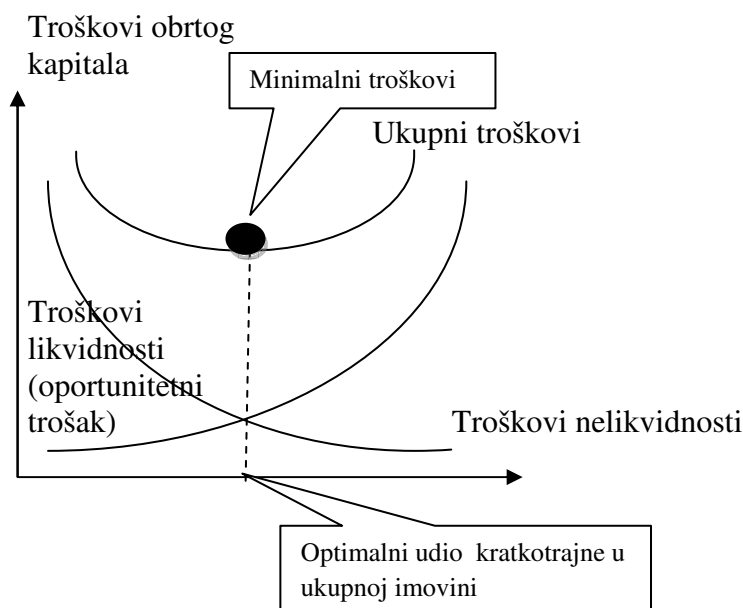 Troškovi obrtog
kapitala
Minimalni troškovi
Ukupni troškovi
Troškovi
likvidnosti
(oportunitetni
trošak)
Troškovi nelikvidnosti
Optimalni udio kratkotrajne u
ukupnoj imovini